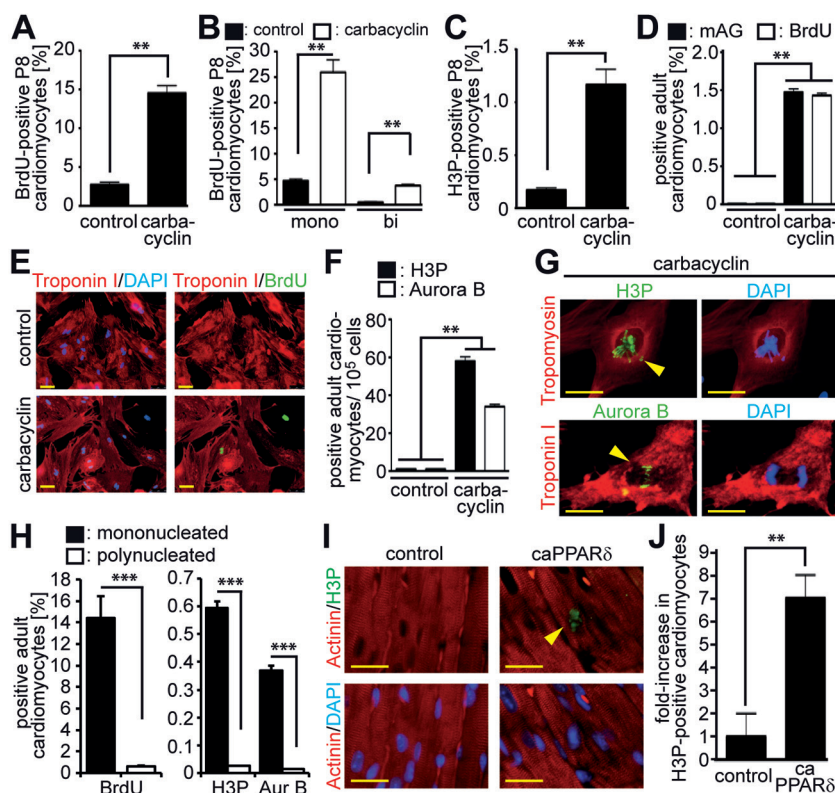 A
BrdU-positive P8
cardiomyocytes [%]
20
15
10
5
0
**
control
carba-
cyclin
B
■: control □: carbacyclin
BrdU-positive P8
cardiomyocytes [%]
30
25
20
15
10
5
0
**
**
mono
bi
C
H3P-positive P8
cardiomyocytes [%]
1.5
1.0
0.5
0
**
control
carba-
cyclin
D
■: mAG □: BrdU
positive adult
cardiomyocytes [%]
2.0
1.5
1.0
0.5
0
**
control
carba-
cyclin
E
Troponin I/DAPI
Troponin I/BrdU
control
carbacyclin
F
■: H3P
□: Aurora B
positive adult cardio-
myocytes/ 10⁵ cells
80
60
40
20
0
**
control
carba-
cyclin
G
carbacyclin
H3P
DAPI
Tropomyosin
Aurora B
DAPI
Troponin I
H
■: mononucleated
□: polynucleated
positive adult
cardiomyocytes [%]
18
16
14
12
10
8
6
4
2
0
***
BrdU
0.7
0.6
0.5
0.4
0.3
0.2
0.1
0
***
***
H3P
Aur B
I
control
caPPARδ
Actinin/H3P
Actinin/DAPI
J
fold-increase in
H3P-positive cardiomyocytes
9
8
7
6
5
4
3
2
1
0
**
control
ca
PPARδ